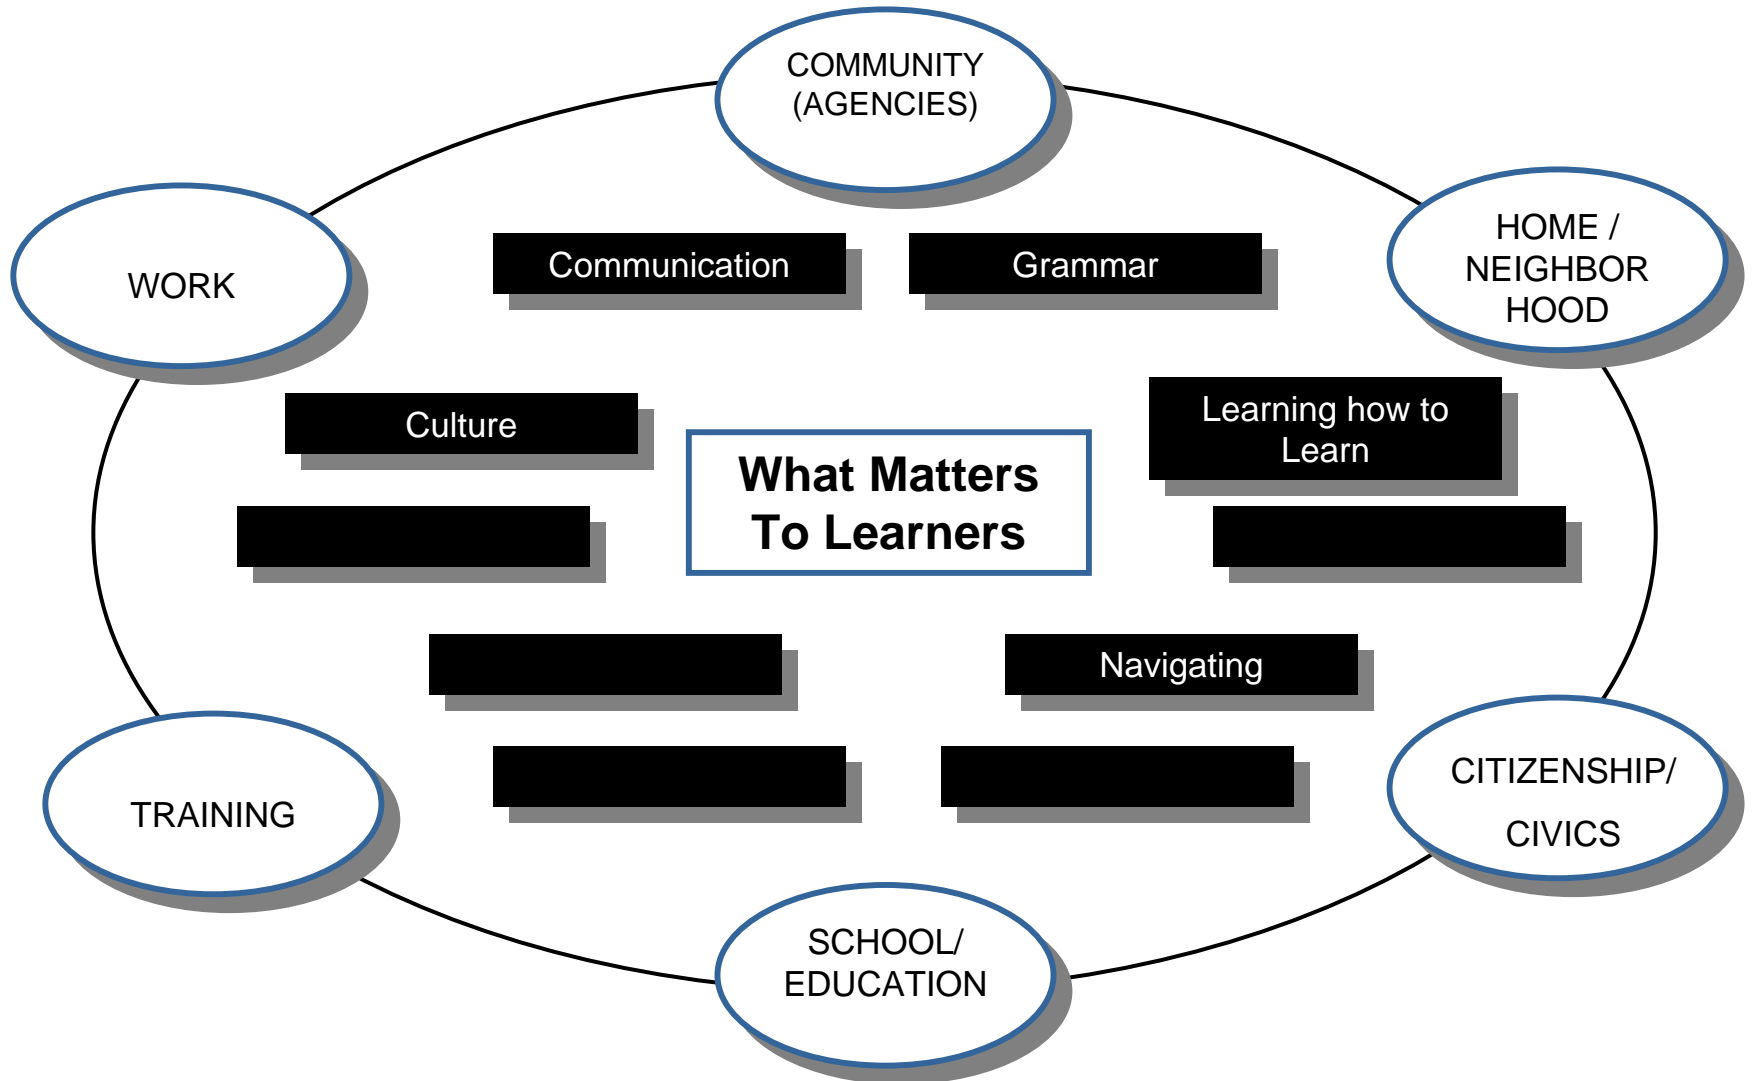 COMMUNITY
(AGENCIES)
WORK
HOME /
NEIGHBOR
HOOD
Communication
Grammar
Culture
Learning how to
Learn
What Matters
To Learners
Navigating
TRAINING
CITIZENSHIP/
CIVICS
SCHOOL/
EDUCATION